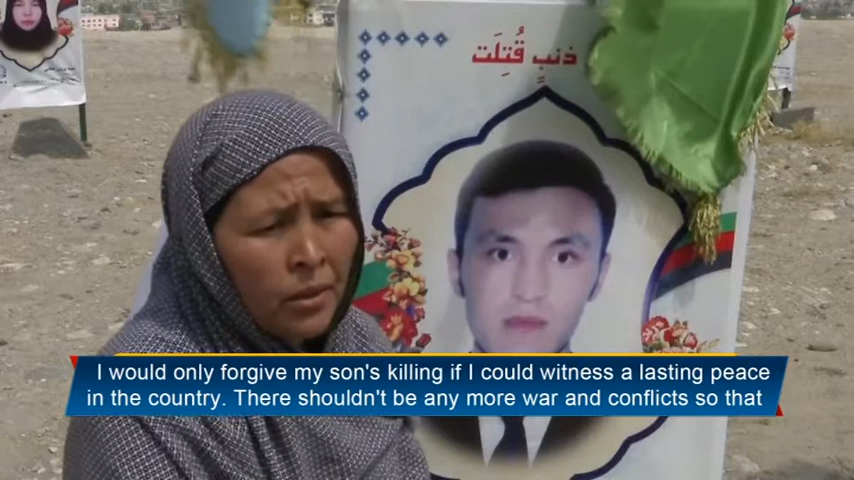 ذنبٍ قُتِلَت
I would only forgive my son's killing if I could witness a lasting peace
in the country. There shouldn't be any more war and conflicts so that